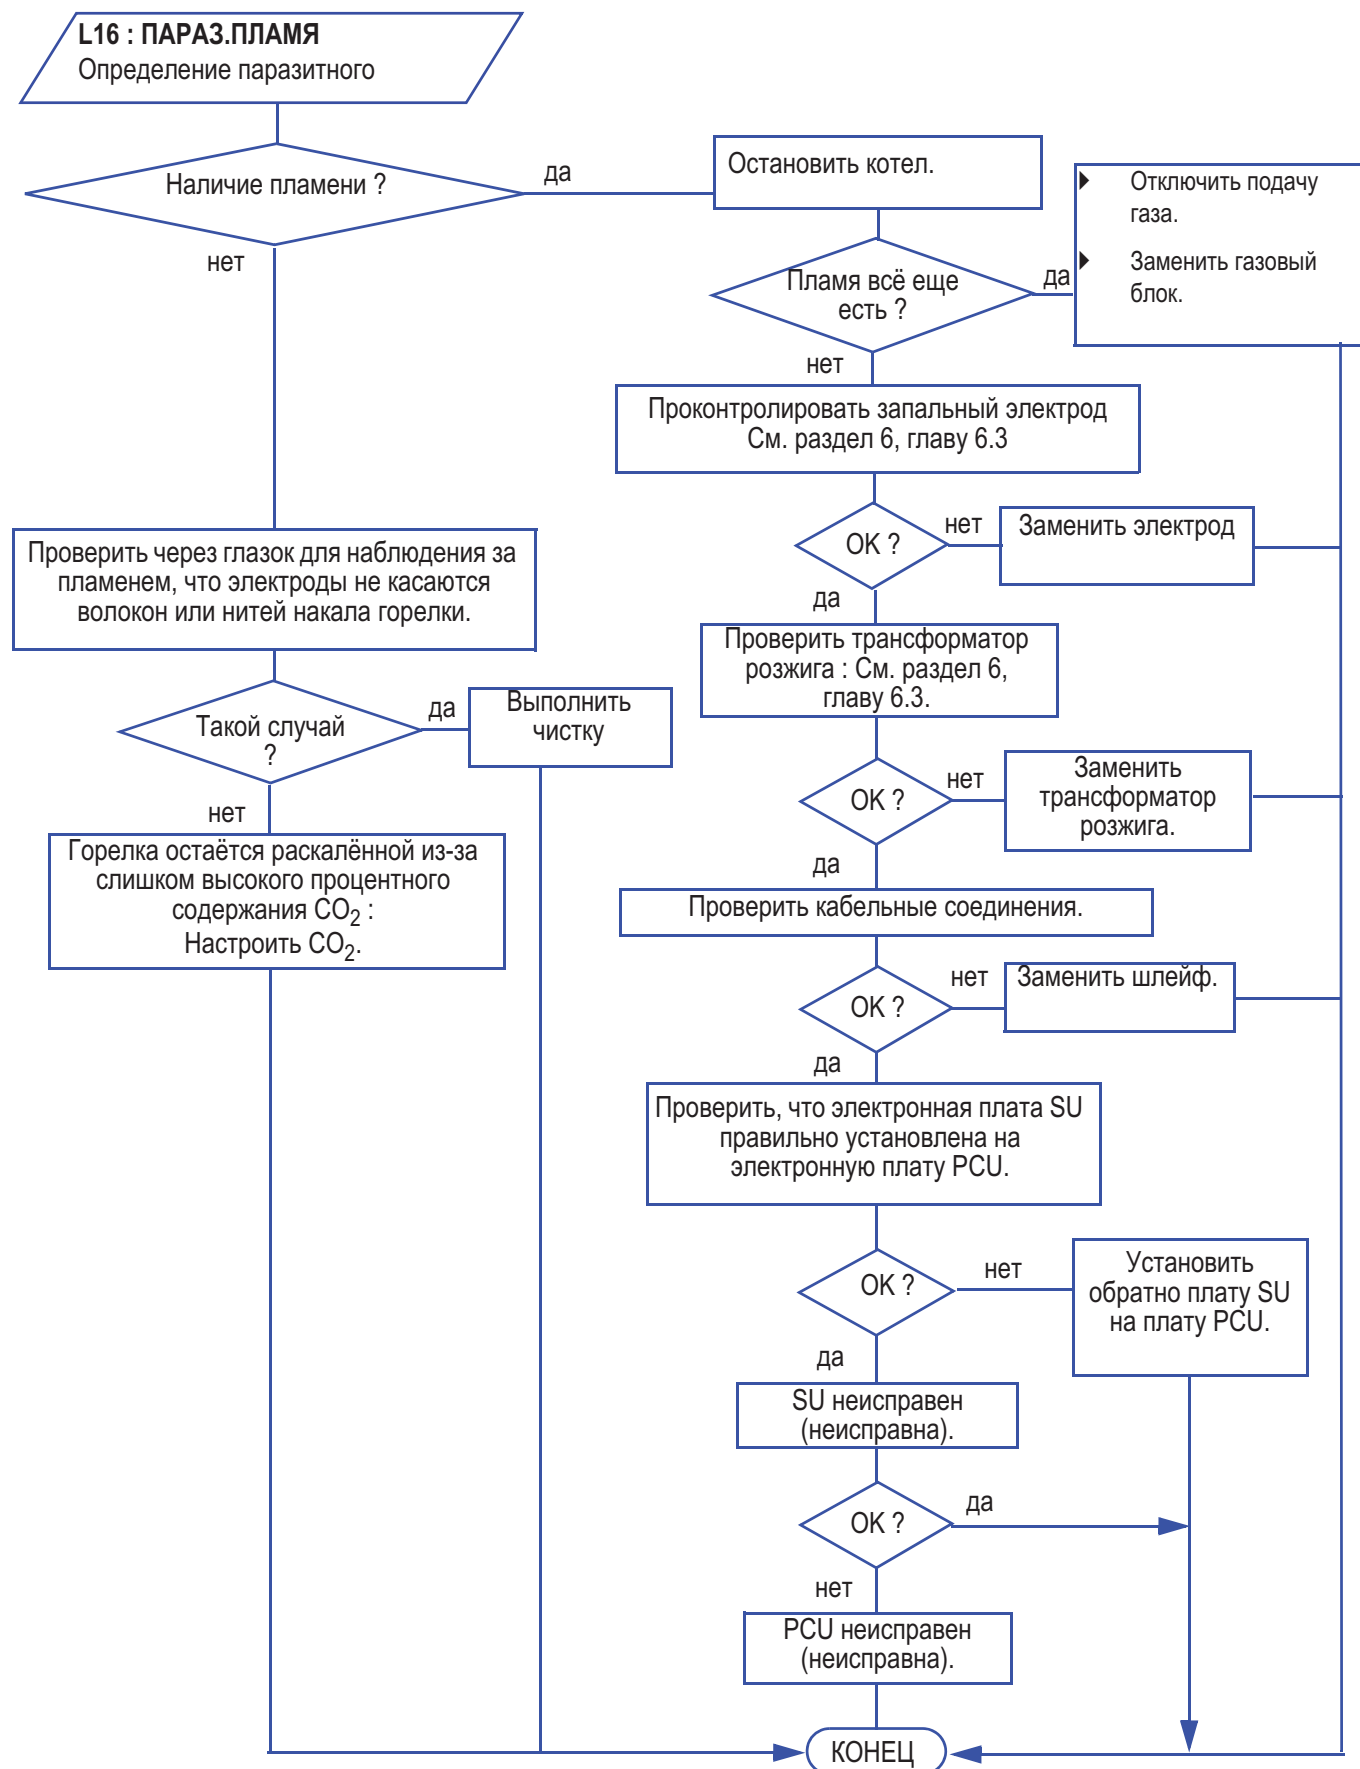 L16 : ПАРАЗ.ПЛАМЯ
Определение паразитного
Наличие пламени ?
да
Остановить котел.
Отключить подачу
газа.
Заменить газовый
блок.
нет
Пламя всё еще
есть ?
да
нет
Проконтролировать запальный электрод
См. раздел 6, главу 6.3
OK ?
нет
Заменить электрод
да
Проверить через глазок для наблюдения за
пламенем, что электроды не касаются
волокон или нитей накала горелки.
Проверить трансформатор
розжига : См. раздел 6,
главу 6.3.
Такой случай
?
да
Выполнить
чистку
нет
OK ?
нет
Заменить
трансформатор
розжига.
да
Горелка остаётся раскалённой из-за
слишком высокого процентного
содержания CO2 :
Настроить CO2.
Проверить кабельные соединения.
OK ?
нет
Заменить шлейф.
да
Проверить, что электронная плата SU
правильно установлена на
электронную плату PCU.
OK ?
нет
Установить
обратно плату SU
на плату PCU.
да
SU неисправен
(неисправна).
OK ?
да
нет
PCU неисправен
(неисправна).
КОНЕЦ